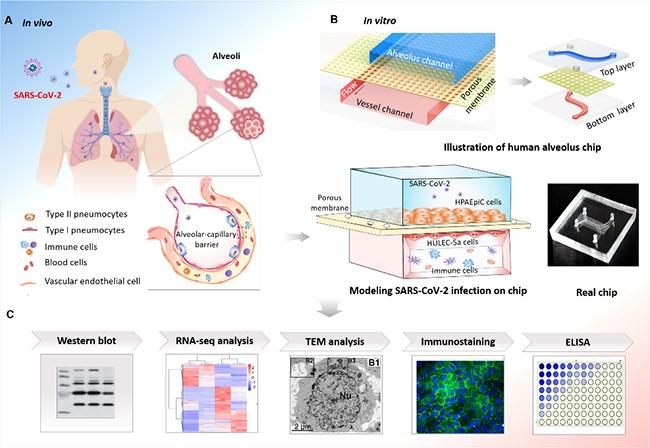 A
In vivo
SARS-CoV-2
Alveoli
Type II pneumocytes
Type I pneumocytes
Immune cells
Blood cells
Vascular endothelial cell
Alveolar-capillary
barrier
B
In vitro
Alveolus channel
Flow
Vessel channel
Porous
membrane
Top layer
Bottom layer
Illustration of human alveolus chip
Porous
membrane
SARS-CoV-2
HPAEpiC cells
HULEC-5a cells
Immune cells
Modeling SARS-CoV-2 infection on chip
Real chip
C
Western blot
RNA-seq analysis
TEM analysis
Immunostaining
ELISA
B2
B3
B1
Nu
2 μm